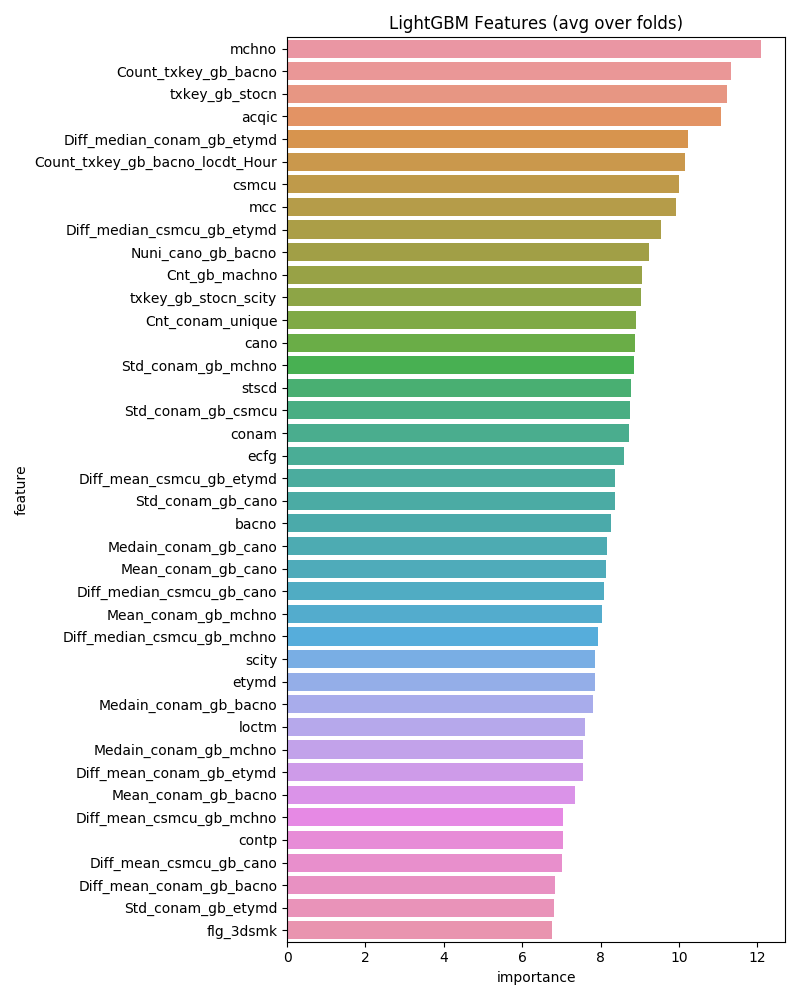 LightGBM Features (avg over folds)
mchno
Count_txkey_gb_bacno
txkey_gb_stocn
acqic
Diff_median_conam_gb_etymd
Count_txkey_gb_bacno_locdt_Hour
csmcu
mcc
Diff_median_csmcu_gb_etymd
Nuni_cano_gb_bacno
Cnt_gb_machno
txkey_gb_stocn_scity
Cnt_conam_unique
cano
Std_conam_gb_mchno
stscd
Std_conam_gb_csmcu
conam
ecfg
Diff_mean_csmcu_gb_etymd
Std_conam_gb_cano
bacno
Medain_conam_gb_cano
Mean_conam_gb_cano
Diff_median_csmcu_gb_cano
Mean_conam_gb_mchno
Diff_median_csmcu_gb_mchno
scity
etymd
Medain_conam_gb_bacno
loctm
Medain_conam_gb_mchno
Diff_mean_conam_gb_etymd
Mean_conam_gb_bacno
Diff_mean_csmcu_gb_mchno
contp
Diff_mean_csmcu_gb_cano
Diff_mean_conam_gb_bacno
Std_conam_gb_etymd
flg_3dsmk
feature
0 2 4 6 8 10 12
importance